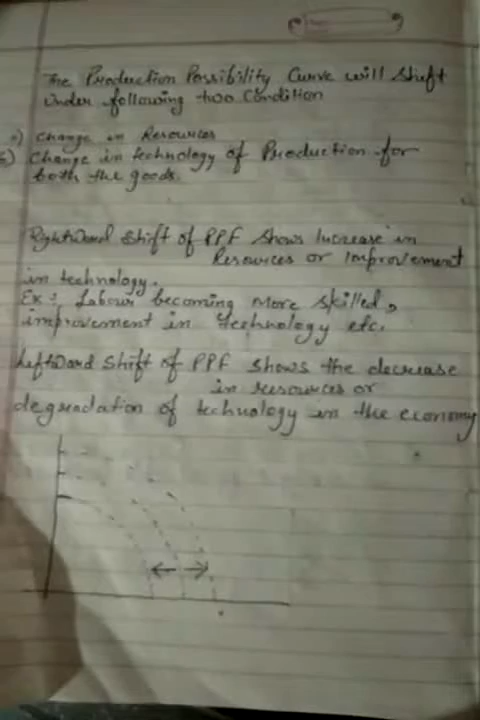 The Production Possibility Curve will shift
under following two Condition
a) Change in Resources
b) Change in technology of Production for
both the goods.
Rightward shift of PPF shows Increase in
Resources or Improvement
in technology.
Ex: Labour becoming More skilled,
improvement in technology etc.
Leftward shift of PPF shows the decrease
in resources or
degradation of technology in the economy